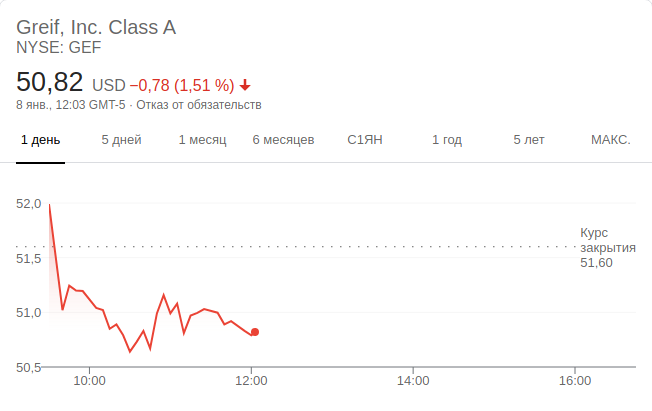 Greif, Inc. Class A
NYSE: GEF
50,82 USD −0,78 (1,51 %)
8 янв., 12:03 GMT-5 · Отказ от обязательств
1 день 5 дней 1 месяц 6 месяцев С1ЯН 1 год 5 лет МАКС.
52,0
Курс
закрытия
51,60
51,5
51,0
50,5
10:00 12:00 14:00 16:00